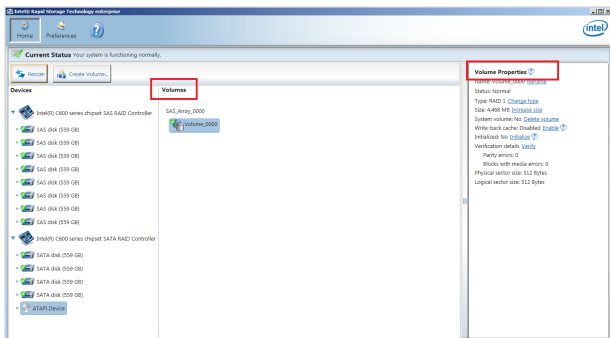 Intel® Rapid Storage Technology enterprise
Home
Preferences
intel
Current Status Your system is functioning normally.
Rescan
Create Volume...
Devices
Intel(R) C600 series chipset SAS RAID Controller
SAS disk (559 GB)
SAS disk (559 GB)
SAS disk (559 GB)
SAS disk (559 GB)
SAS disk (559 GB)
SAS disk (559 GB)
SAS disk (559 GB)
SAS disk (559 GB)
Intel(R) C600 series chipset SATA RAID Controller
SATA disk (559 GB)
SATA disk (559 GB)
SATA disk (559 GB)
SATA disk (559 GB)
ATAPI Device
Volumes
SAS_Array_0000
Volume_0000
Volume Properties
Name: Volume_0000 Rename
Status: Normal
Type: RAID 1 Change type
Size: 4,468 MB Increase size
System volume: No Delete volume
Write-back cache: Disabled Enable
Initialized: No Initialize
Verification details Verify
Parity errors: 0
Blocks with media errors: 0
Physical sector size: 512 Bytes
Logical sector size: 512 Bytes